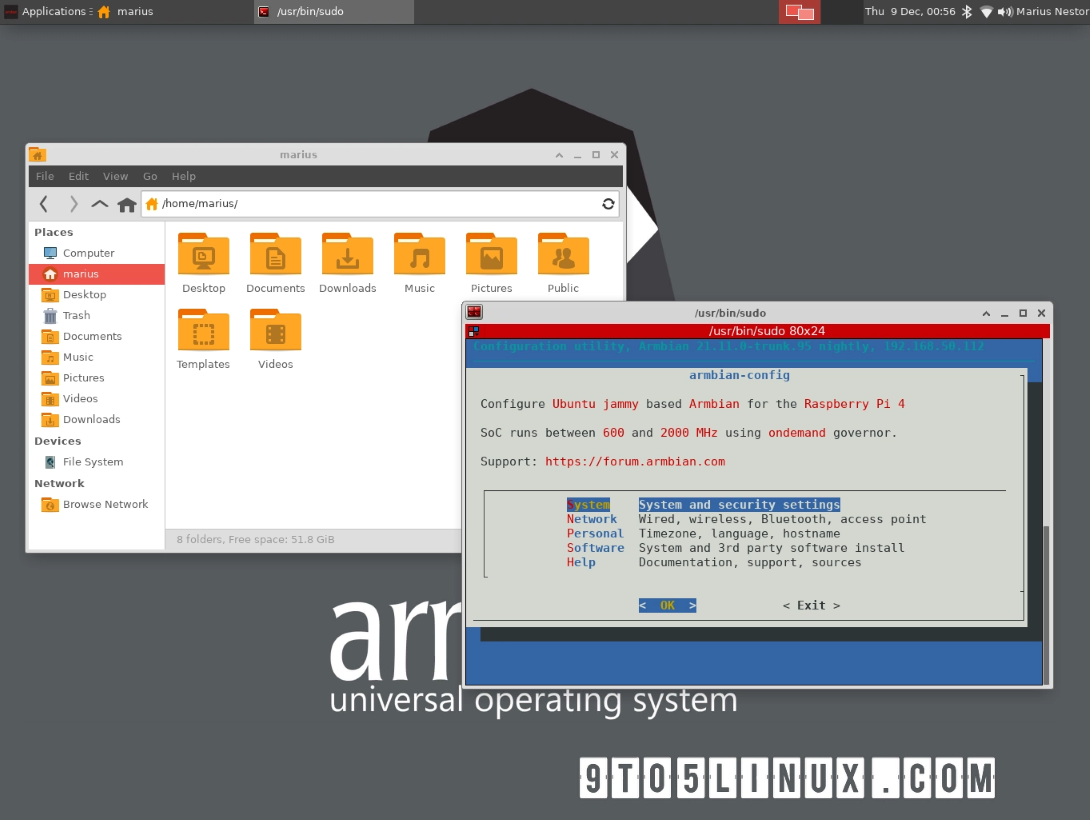 Applications marius /usr/bin/sudo Thu 9 Dec, 00:56 Marius Nestor
marius
File Edit View Go Help
/home/marius/
Places
Computer
marius
Desktop
Trash
Documents
Music
Pictures
Videos
Downloads
Devices
File System
Network
Browse Network
Desktop Documents Downloads Music Pictures Public
Templates Videos
8 folders, Free space: 51.8 GiB
/usr/bin/sudo
/usr/bin/sudo 80x24
Configuration utility, Armbian 21.11.0-trunk.95 nightly, 192.168.50.112
armbian-config
Configure Ubuntu jammy based Armbian for the Raspberry Pi 4
SoC runs between 600 and 2000 MHz using ondemand governor.
Support: https://forum.armbian.com
System System and security settings
Network Wired, wireless, Bluetooth, access point
Personal Timezone, language, hostname
Software System and 3rd party software install
Help Documentation, support, sources
< OK > < Exit >
arm
universal operating system
9TO5LINUX.COM